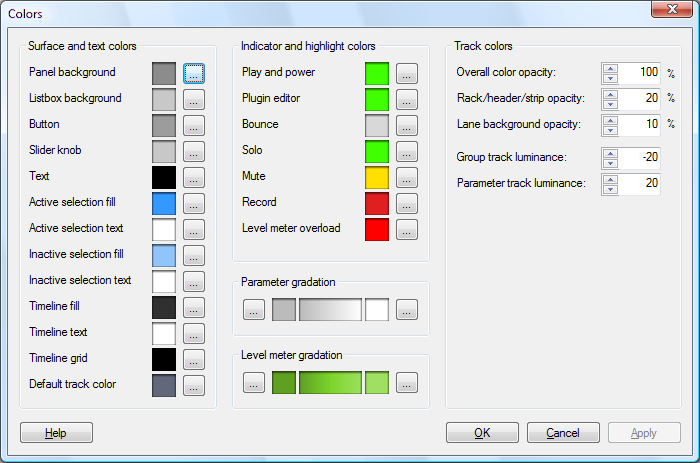 Colors
Surface and text colors
Panel background ...
Listbox background ...
Button ...
Slider knob ...
Text ...
Active selection fill ...
Active selection text ...
Inactive selection fill ...
Inactive selection text ...
Timeline fill ...
Timeline text ...
Timeline grid ...
Default track color ...
Indicator and highlight colors
Play and power ...
Plugin editor ...
Bounce ...
Solo ...
Mute ...
Record ...
Level meter overload ...
Parameter gradation
... ...
Level meter gradation
... ...
Track colors
Overall color opacity: 100 %
Rack/header/strip opacity: 20 %
Lane background opacity: 10 %
Group track luminance: -20
Parameter track luminance: 20
Help OK Cancel Apply